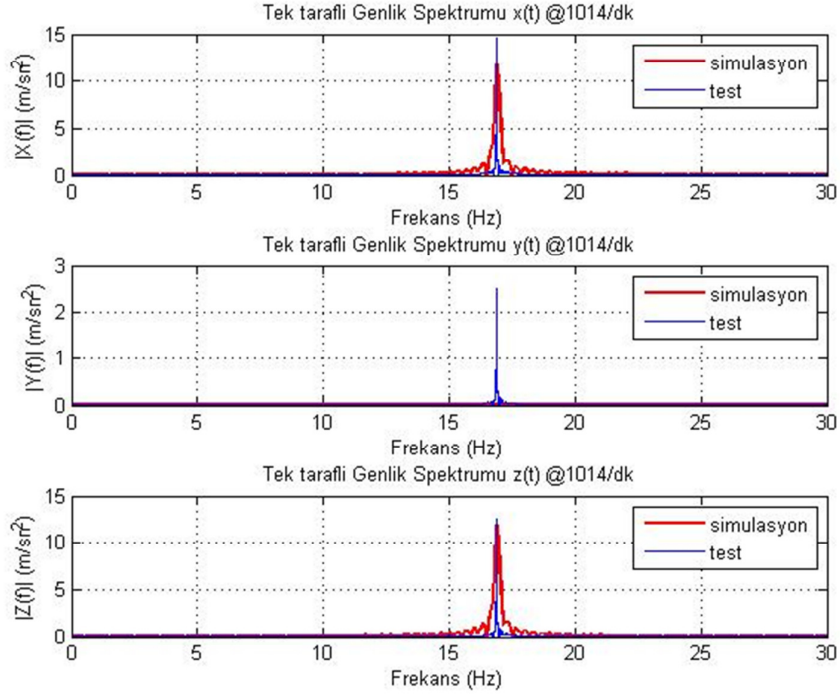 Tek tarafli Genlik Spektrumu x(t) @1014/dk
|X(f)| (m/sn²)
15
10
5
0
simulasyon
test
0 5 10 15 20 25 30
Frekans (Hz)
Tek tarafli Genlik Spektrumu y(t) @1014/dk
|Y(f)| (m/sn²)
3
2
1
0
simulasyon
test
0 5 10 15 20 25 30
Frekans (Hz)
Tek tarafli Genlik Spektrumu z(t) @1014/dk
|Z(f)| (m/sn²)
15
10
5
0
simulasyon
test
0 5 10 15 20 25 30
Frekans (Hz)